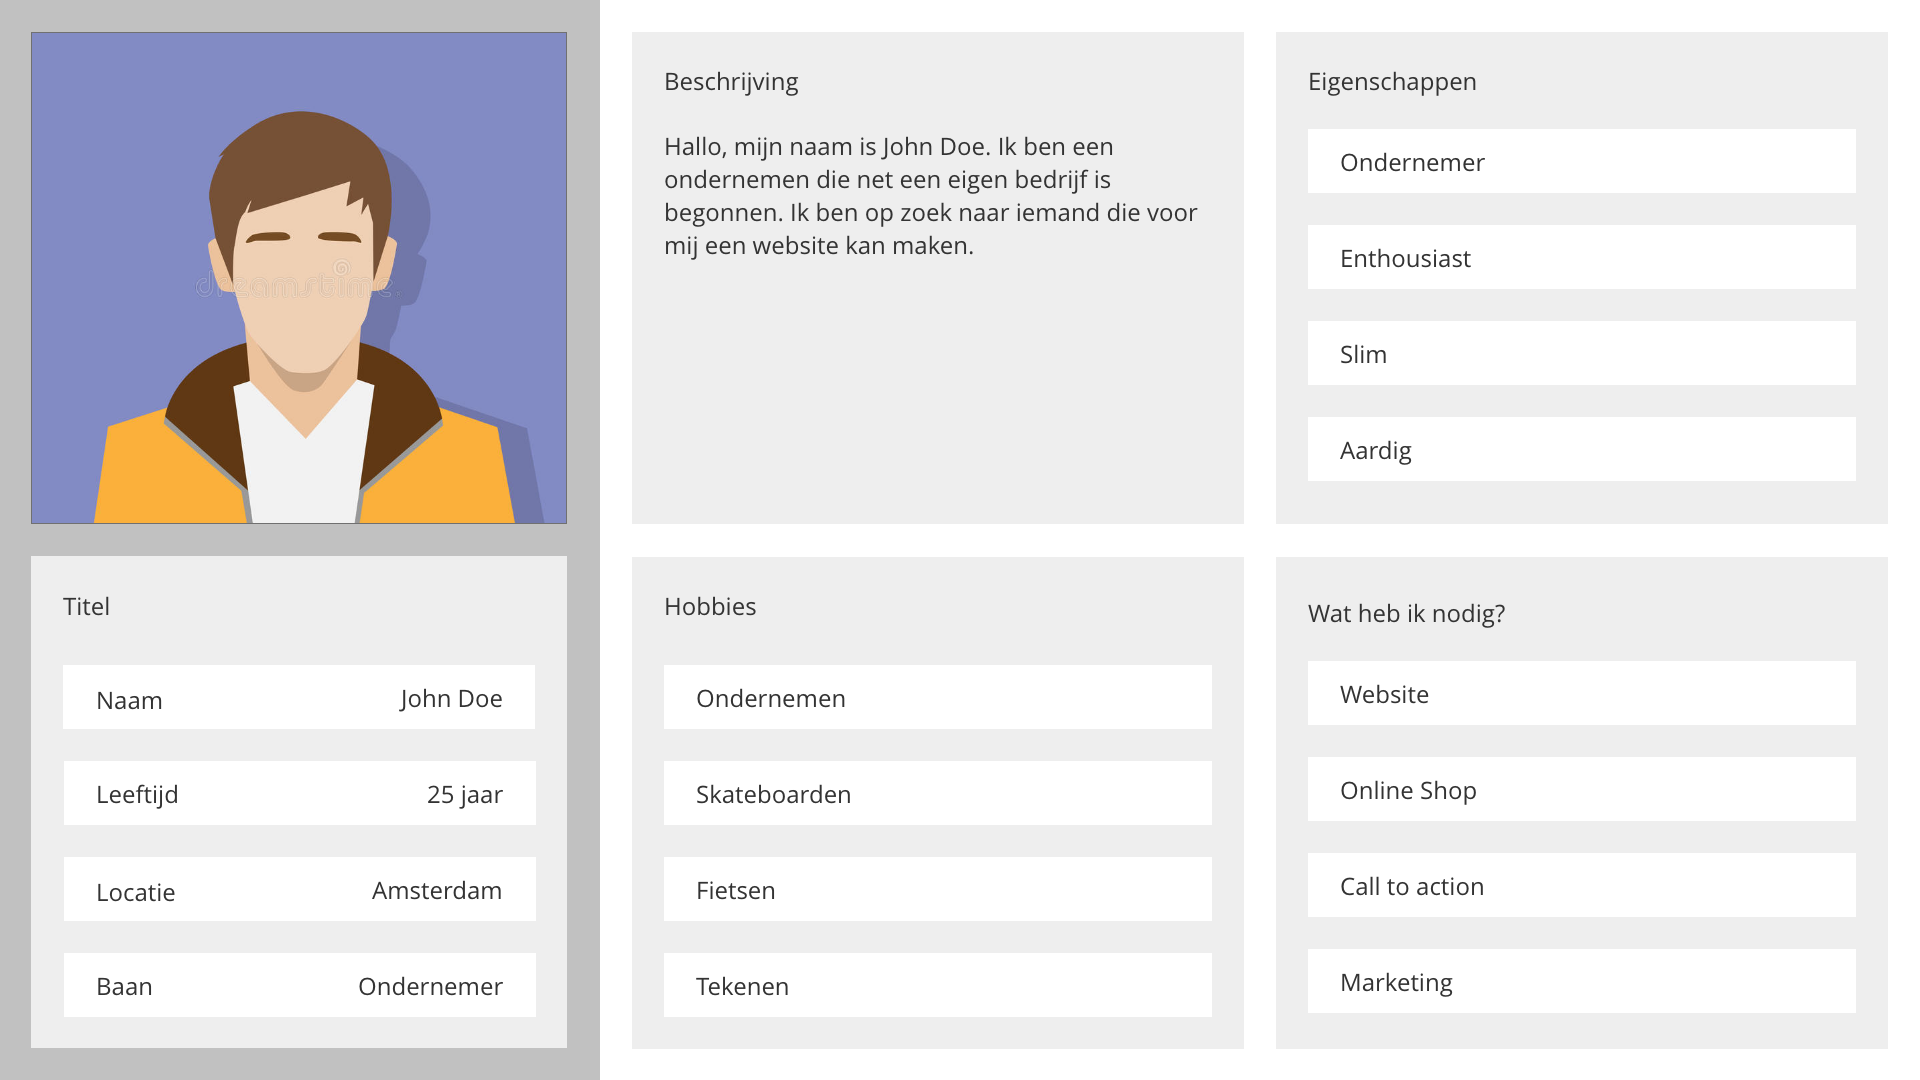 dreamstime.
Titel
Naam John Doe
Leeftijd 25 jaar
Locatie Amsterdam
Baan Ondernemer
Beschrijving
Hallo, mijn naam is John Doe. Ik ben een
ondernemen die net een eigen bedrijf is
begonnen. Ik ben op zoek naar iemand die voor
mij een website kan maken.
Eigenschappen
Ondernemer
Enthousiast
Slim
Aardig
Hobbies
Ondernemen
Skateboarden
Fietsen
Tekenen
Wat heb ik nodig?
Website
Online Shop
Call to action
Marketing